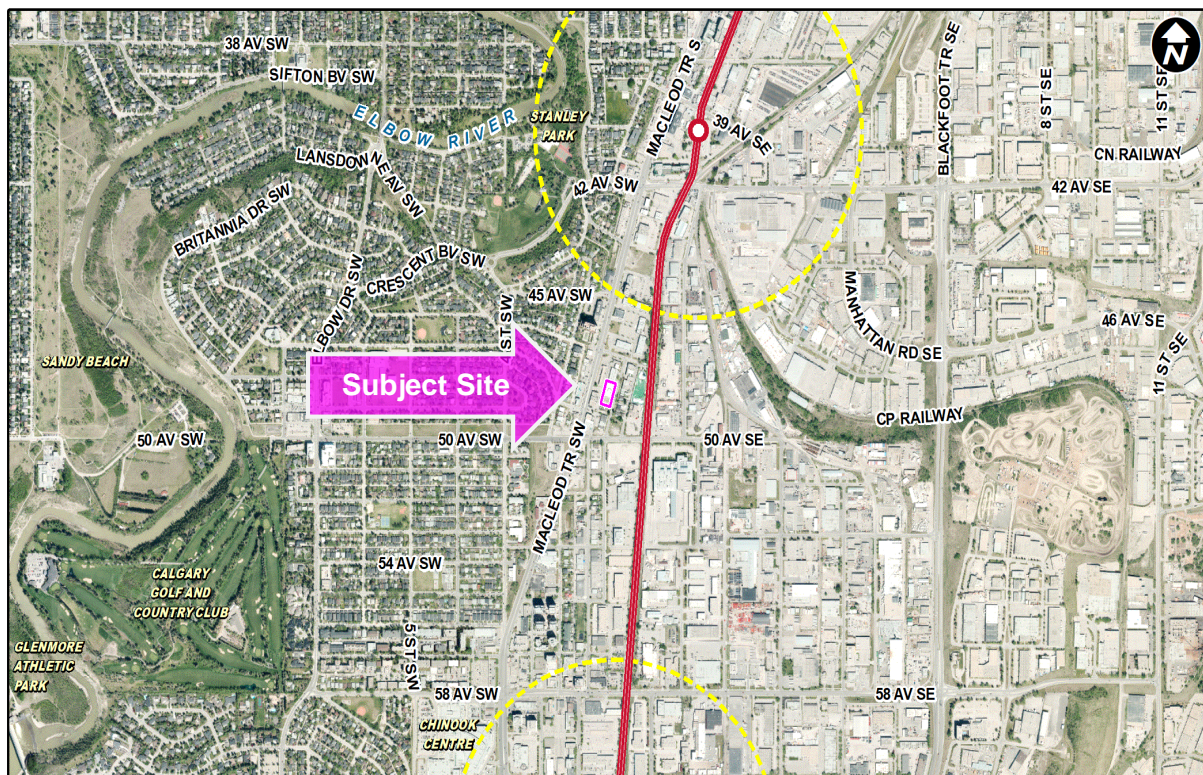 38 AV SW
SIFTON BV SW
ELBOW RIVER
STANLEY
PARK
MACLEOD TR S
39 AV SE
BLACKFOOT TR SE
8 ST SE
11 ST SE
N
CN RAILWAY
LANSDOWNE AV SW
42 AV SW
42 AV SE
BRITANNIA DR SW
CRESCENT BV SW
ELBOW DR SW
45 AV SW
ST SW
MANHATTAN RD SE
46 AV SE
11 ST SE
SANDY BEACH
Subject Site
CP RAILWAY
50 AV SW
50 AV SW
50 AV SE
MACLEOD TR SW
54 AV SW
CALGARY
GOLF AND
COUNTRY CLUB
5 ST SW
GLENMORE
ATHLETIC
PARK
58 AV SW
58 AV SE
CHINOOK
CENTRE